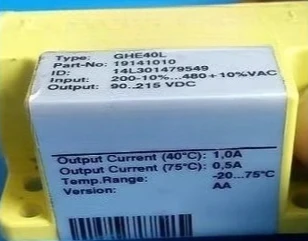 Type: GHE40L
Part-No: 19141010
ID: 14L301479549
Input: 200-10%...480+10%VAC
Output: 90..215 VDC
Output Current (40°C): 1,0A
Output Current (75°C): 0,5A
Temp.Range: -20...75°C
Version: AA